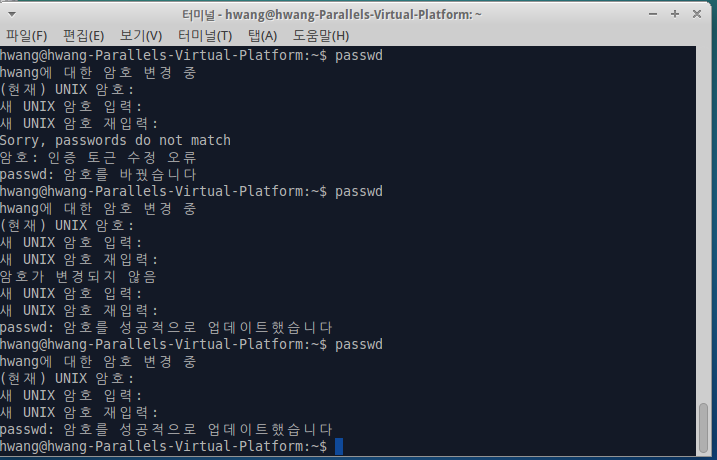 터미널 - hwang@hwang-Parallels-Virtual-Platform: ~
파일(F) 편집(E) 보기(V) 터미널(T) 탭(A) 도움말(H)
hwang@hwang-Parallels-Virtual-Platform:~$ passwd
hwang에 대한 암호 변경 중
(현재) UNIX 암호:
새 UNIX 암호 입력:
새 UNIX 암호 재입력:
Sorry, passwords do not match
암호: 인증 토큰 수정 오류
passwd: 암호를 바꿨습니다
hwang@hwang-Parallels-Virtual-Platform:~$ passwd
hwang에 대한 암호 변경 중
(현재) UNIX 암호:
새 UNIX 암호 입력:
새 UNIX 암호 재입력:
암호가 변경되지 않음
새 UNIX 암호 입력:
새 UNIX 암호 재입력:
passwd: 암호를 성공적으로 업데이트했습니다
hwang@hwang-Parallels-Virtual-Platform:~$ passwd
hwang에 대한 암호 변경 중
(현재) UNIX 암호:
새 UNIX 암호 입력:
새 UNIX 암호 재입력:
passwd: 암호를 성공적으로 업데이트했습니다
hwang@hwang-Parallels-Virtual-Platform:~$